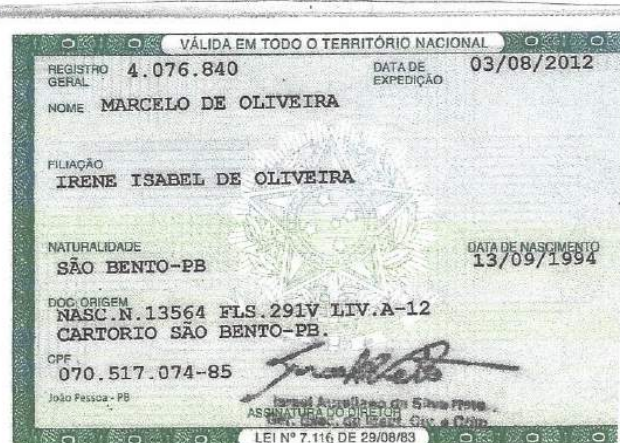 VÁLIDA EM TODO O TERRITÓRIO NACIONAL
REGISTRO GERAL 4.076.840 DATA DE EXPEDIÇÃO 03/08/2012
NOME MARCELO DE OLIVEIRA
FILIAÇÃO
IRENE ISABEL DE OLIVEIRA
NATURALIDADE DATA DE NASCIMENTO
SÃO BENTO-PB 13/09/1994
DOC. ORIGEM
NASC.N.13564 FLS.291V LIV.A-12
CARTORIO SÃO BENTO-PB.
CPF
070.517.074-85
João Pessoa - PB
ASSINATURA DO DIRETOR
LEI Nº 7.116 DE 29/08/83